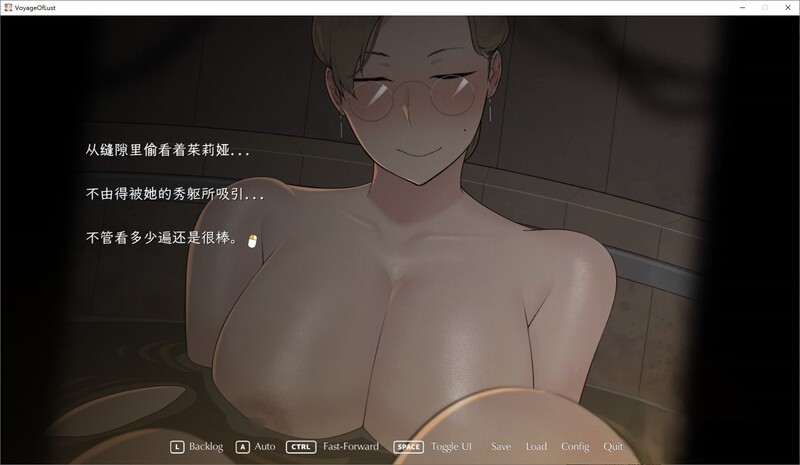 VoyageOfLust
从缝隙里偷看着茱莉娅...
不由得被她的秀躯所吸引...
不管看多少遍还是很棒。
L Backlog A Auto CTRL Fast-Forward SPACE Toggle UI Save Load Config Quit